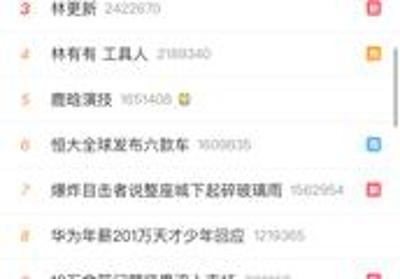 3 林更新 2422670
4 林有有 工具人
5 鹿晗演技 1651408
6 恒大全球发布六款车 1609835
7 爆炸目击者说整座城下起碎玻璃雨 1562954
8 华为年薪201万天才少年回应 1219365